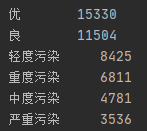 优 15330
良 11504
轻度污染 8425
重度污染 6811
中度污染 4781
严重污染 3536